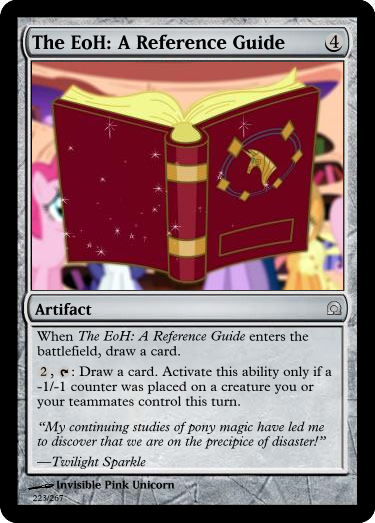 The EoH: A Reference Guide 4
Artifact
When The EoH: A Reference Guide enters the
battlefield, draw a card.
2, : Draw a card. Activate this ability only if a
-1/-1 counter was placed on a creature you or
your teammates control this turn.
“My continuing studies of pony magic have led me
to discover that we are on the precipice of disaster!”
—Twilight Sparkle
Invisible Pink Unicorn
223/267